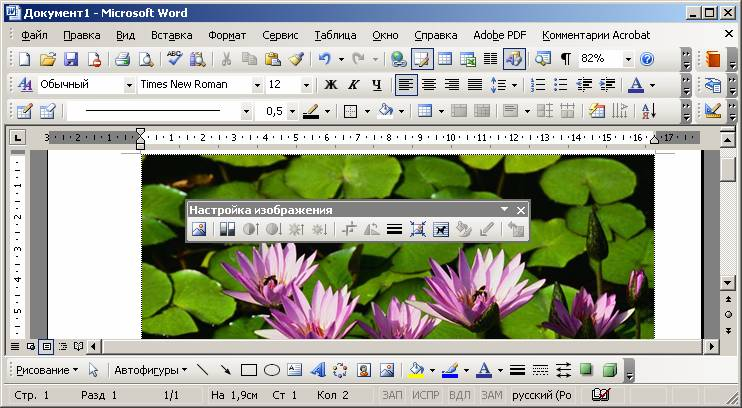 Документ1 - Microsoft Word
Файл Правка Вид Вставка Формат Сервис Таблица Окно Справка Adobe PDF Комментарии Acrobat
82%
Обычный Times New Roman 12 Ж К Ч
0,5
3 2 1 1 2 3 4 5 6 7 8 9 10 11 12 13 14 15 16 17
Настройка изображения
Рисование Автофигуры
Стр. 1 Разд 1 1/1 На 1,9см Ст 1 Кол 2 ЗАП ИСПР ВДЛ ЗАМ русский (Ро